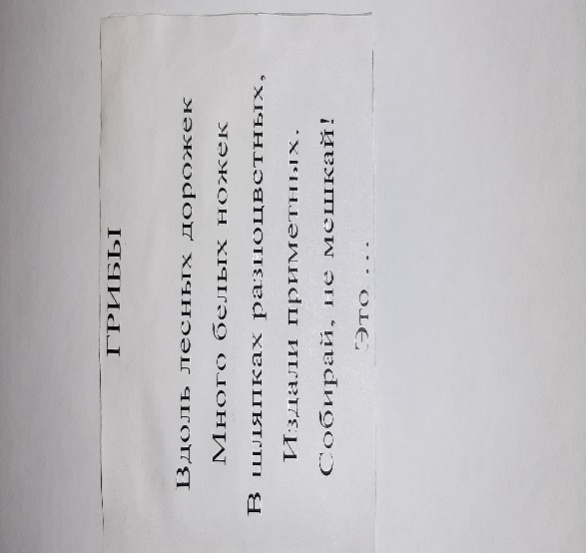 ГРИБЫ
Вдоль лесных дорожек
Много белых ножек
В шляпках разноцветных,
Издали приметных.
Собирай, не мешкай!
Это ...